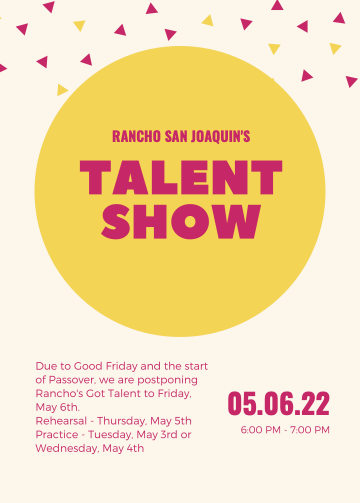 RANCHO SAN JOAQUIN'S
TALENT
SHOW
Due to Good Friday and the start
of Passover, we are postponing
Rancho's Got Talent to Friday,
May 6th.
Rehearsal - Thursday, May 5th
Practice - Tuesday, May 3rd or
Wednesday, May 4th
05.06.22
6:00 PM - 7:00 PM